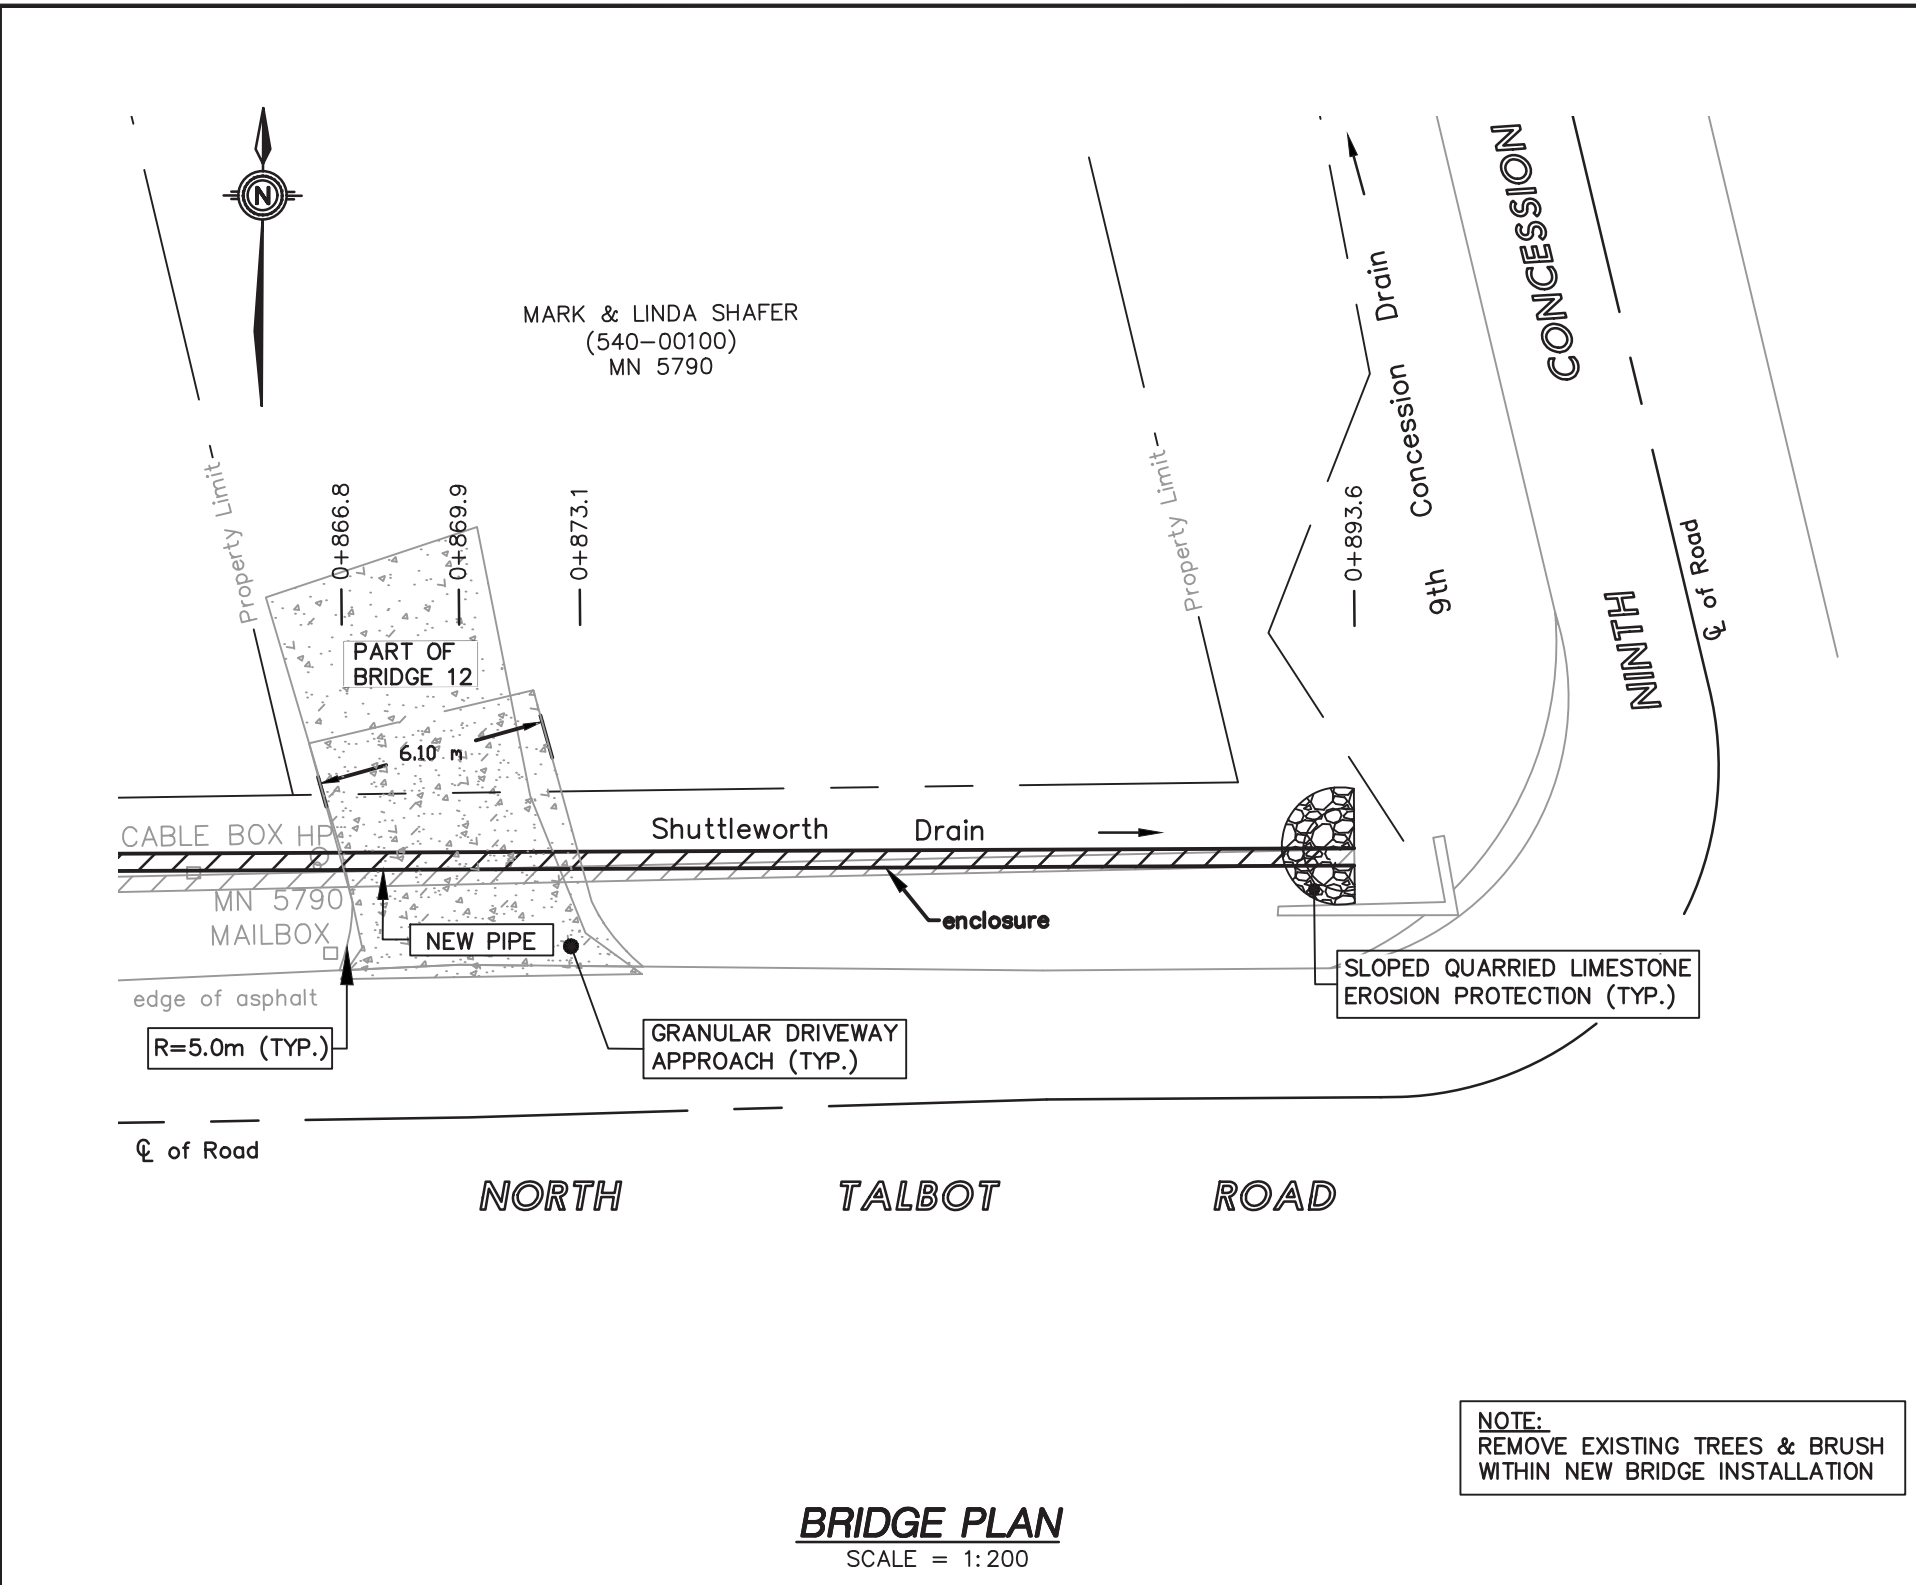 N
MARK & LINDA SHAFER
(540-00100)
MN 5790
CONCESSION
9th Concession Drain
Property Limit
Property Limit
0+866.8
0+869.9
0+873.1
0+893.6
℄ of Road
NINTH
PART OF
BRIDGE 12
6.10 m
CABLE BOX HP
Shuttleworth Drain
MN 5790
MAILBOX
NEW PIPE
enclosure
edge of asphalt
SLOPED QUARRIED LIMESTONE
EROSION PROTECTION (TYP.)
R=5.0m (TYP.)
GRANULAR DRIVEWAY
APPROACH (TYP.)
℄ of Road
NORTH TALBOT ROAD
NOTE:
REMOVE EXISTING TREES & BRUSH
WITHIN NEW BRIDGE INSTALLATION
BRIDGE PLAN
SCALE = 1:200